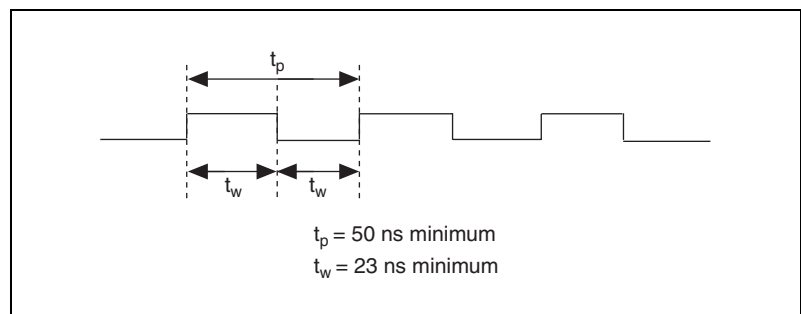 tp
tw tw
tp = 50 ns minimum
tw = 23 ns minimum